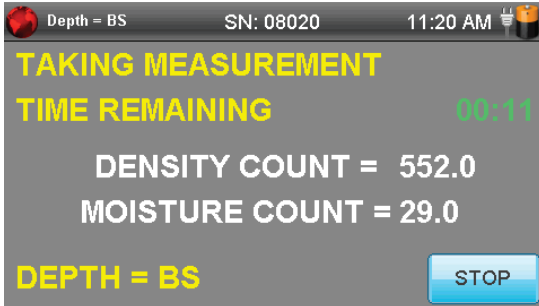 Depth = BS SN: 08020 11:20 AM
TAKING MEASUREMENT
TIME REMAINING 00:11
DENSITY COUNT = 552.0
MOISTURE COUNT = 29.0
DEPTH = BS STOP